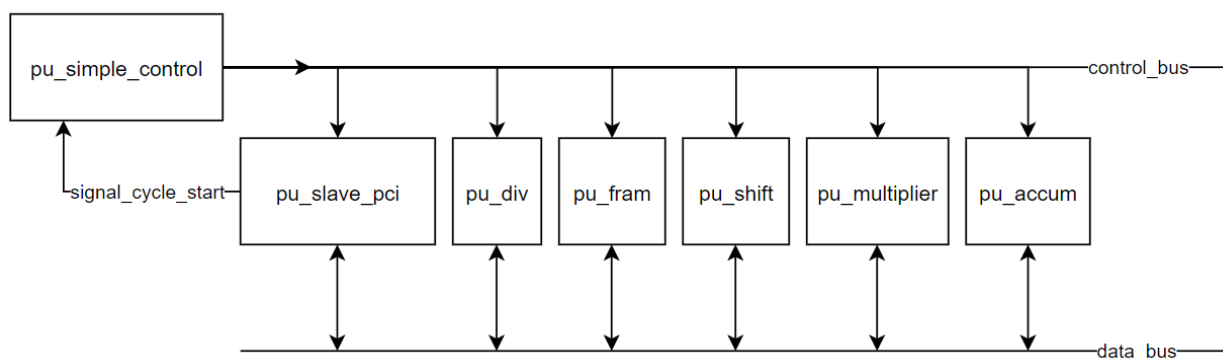 pu_simple_control
control_bus
signal_cycle_start
pu_slave_pci
pu_div
pu_fram
pu_shift
pu_multiplier
pu_accum
data_bus